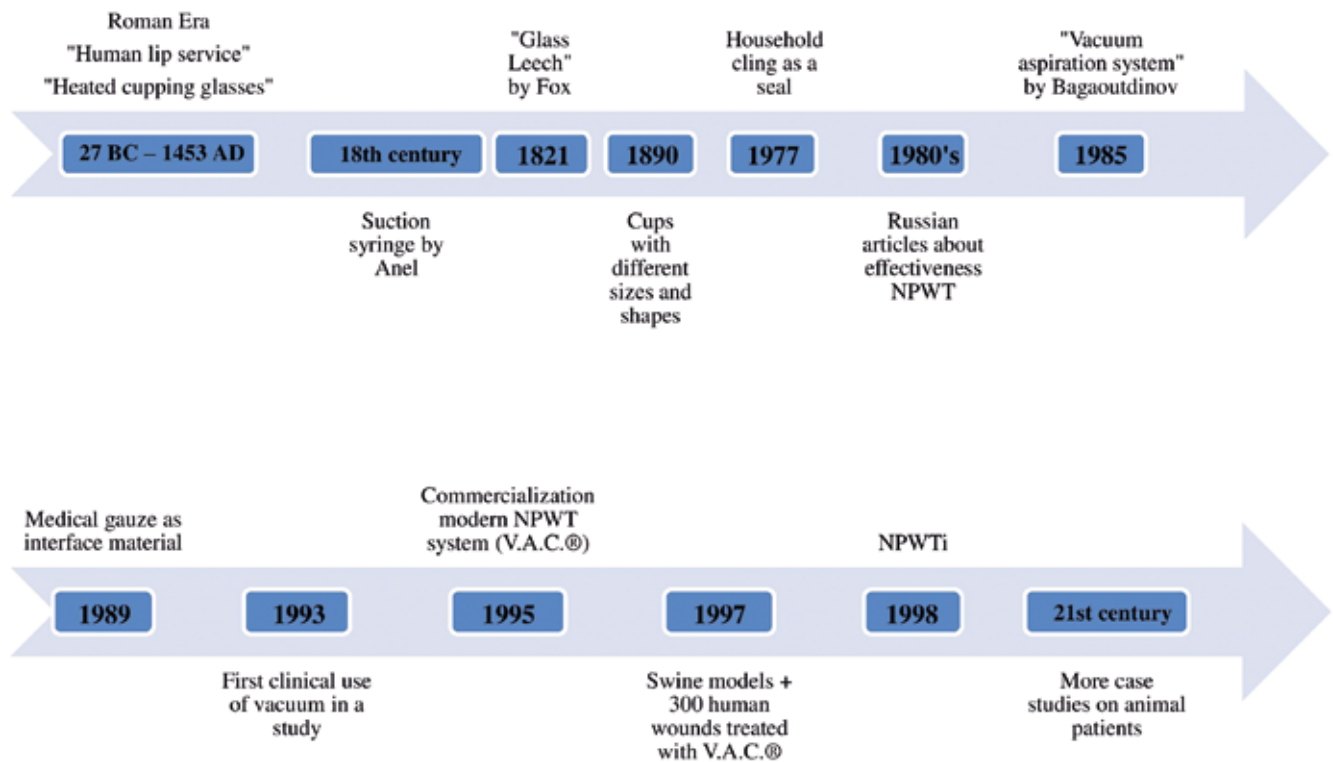 Roman Era
"Human lip service"
"Heated cupping glasses"
27 BC – 1453 AD
18th century
Suction
syringe by
Anel
"Glass
Leech"
by Fox
1821
1890
Cups
with
different
sizes and
shapes
Household
cling as a
seal
1977
1980's
Russian
articles about
effectiveness
NPWT
"Vacuum
aspiration system"
by Bagaoutdinov
1985
Medical gauze as
interface material
1989
1993
First clinical use
of vacuum in a
study
Commercialization
modern NPWT
system (V.A.C.®)
1995
1997
Swine models +
300 human
wounds treated
with V.A.C.®
NPWTi
1998
21st century
More case
studies on animal
patients